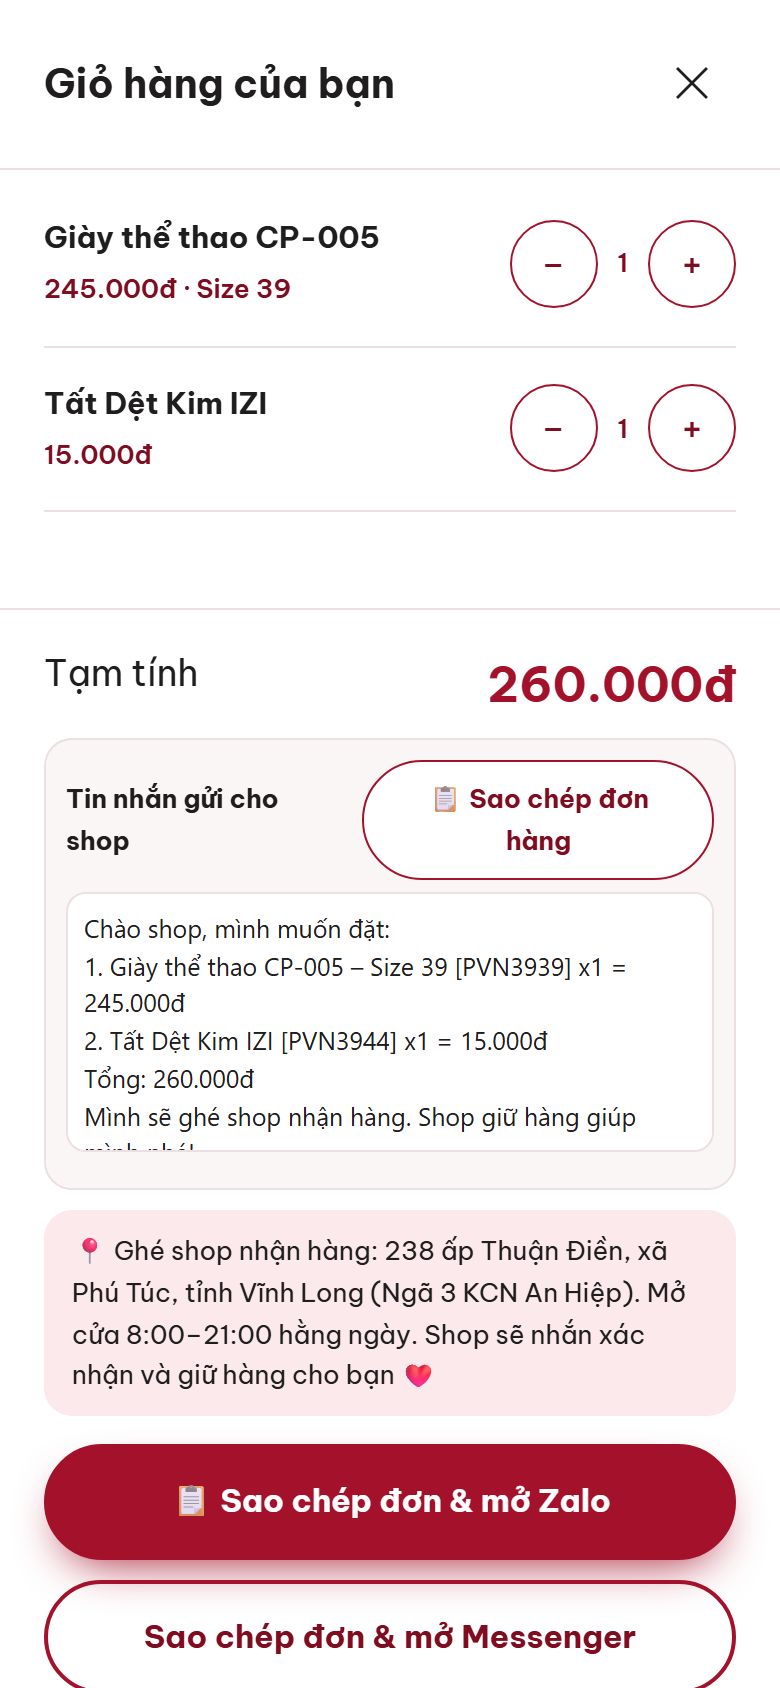 Giỏ hàng của bạn
Giày thể thao CP-005
245.000đ · Size 39
– 1 +
Tất Dệt Kim IZI
15.000đ
– 1 +
Tạm tính
260.000đ
Tin nhắn gửi cho
shop
📋 Sao chép đơn
hàng
Chào shop, mình muốn đặt:
1. Giày thể thao CP-005 – Size 39 [PVN3939] x1 =
245.000đ
2. Tất Dệt Kim IZI [PVN3944] x1 = 15.000đ
Tổng: 260.000đ
Mình sẽ ghé shop nhận hàng. Shop giữ hàng giúp
📍 Ghé shop nhận hàng: 238 ấp Thuận Điền, xã
Phú Túc, tỉnh Vĩnh Long (Ngã 3 KCN An Hiệp). Mở
cửa 8:00–21:00 hằng ngày. Shop sẽ nhắn xác
nhận và giữ hàng cho bạn ❤️
📋 Sao chép đơn & mở Zalo
Sao chép đơn & mở Messenger